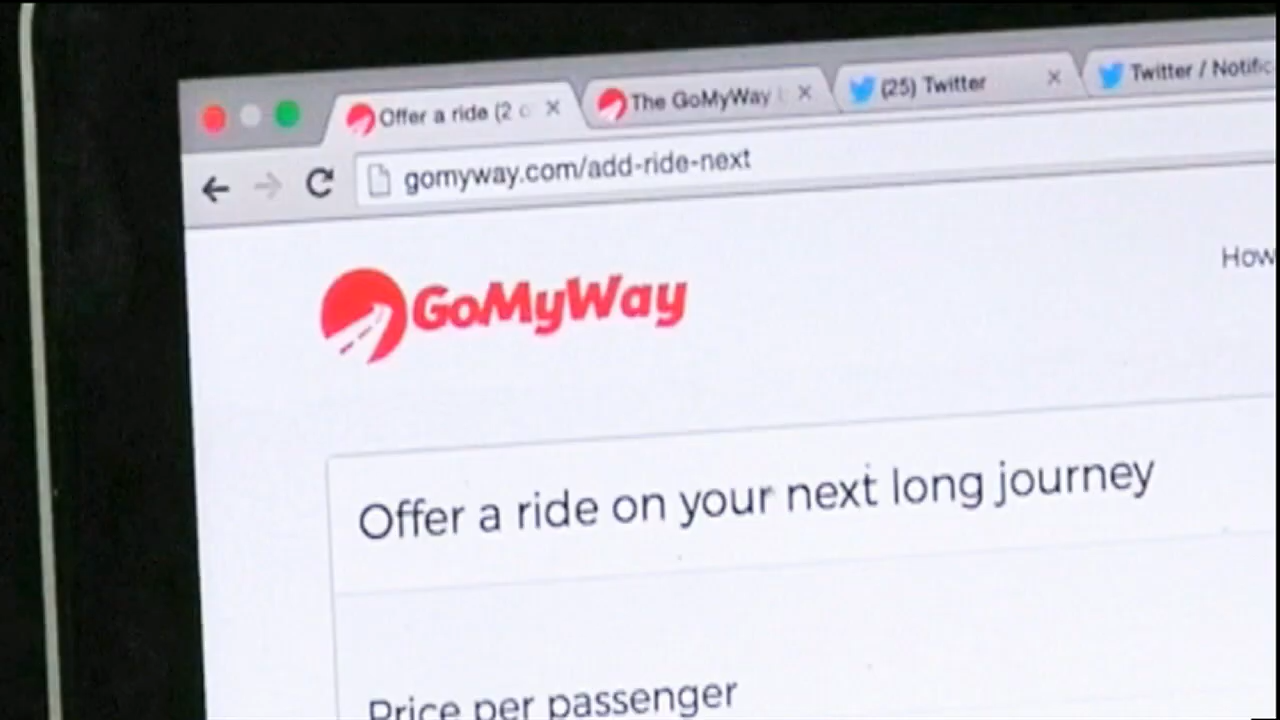 Offer a ride (2 o
The GoMyWay
(25) Twitter
Twitter / Notific
gomyway.com/add-ride-next
How
GoMyWay
Offer a ride on your next long journey
Price per passenger